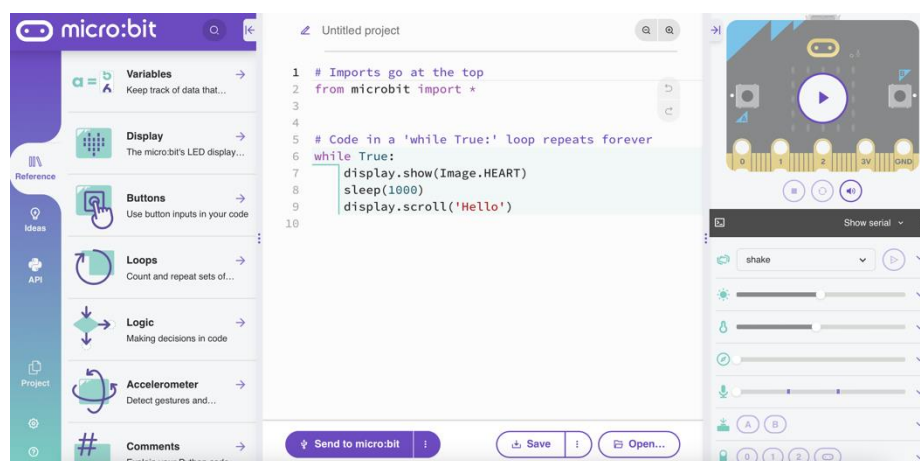 micro:bit
Reference
Ideas
API
Project
Variables
Keep track of data that...
Display
The micro:bit's LED display...
Buttons
Use button inputs in your code
Loops
Count and repeat sets of...
Logic
Making decisions in code
Accelerometer
Detect gestures and...
Comments
Untitled project
1 # Imports go at the top
2 from microbit import *
3
4
5 # Code in a 'while True:' loop repeats forever
6 while True:
7 display.show(Image.HEART)
8 sleep(1000)
9 display.scroll('Hello')
10
Send to micro:bit
Save
Open...
0 1 2 3V GND
Show serial
shake
A B
0 1 2